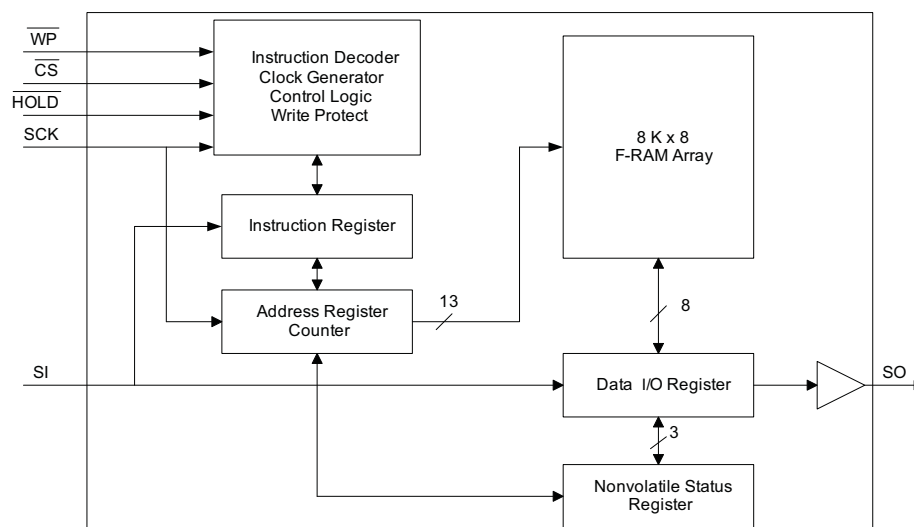 WP
CS
HOLD
SCK
Instruction Decoder
Clock Generator
Control Logic
Write Protect
8 K x 8
F-RAM Array
Instruction Register
Address Register
Counter
13
8
SI
Data I/O Register
SO
3
Nonvolatile Status
Register